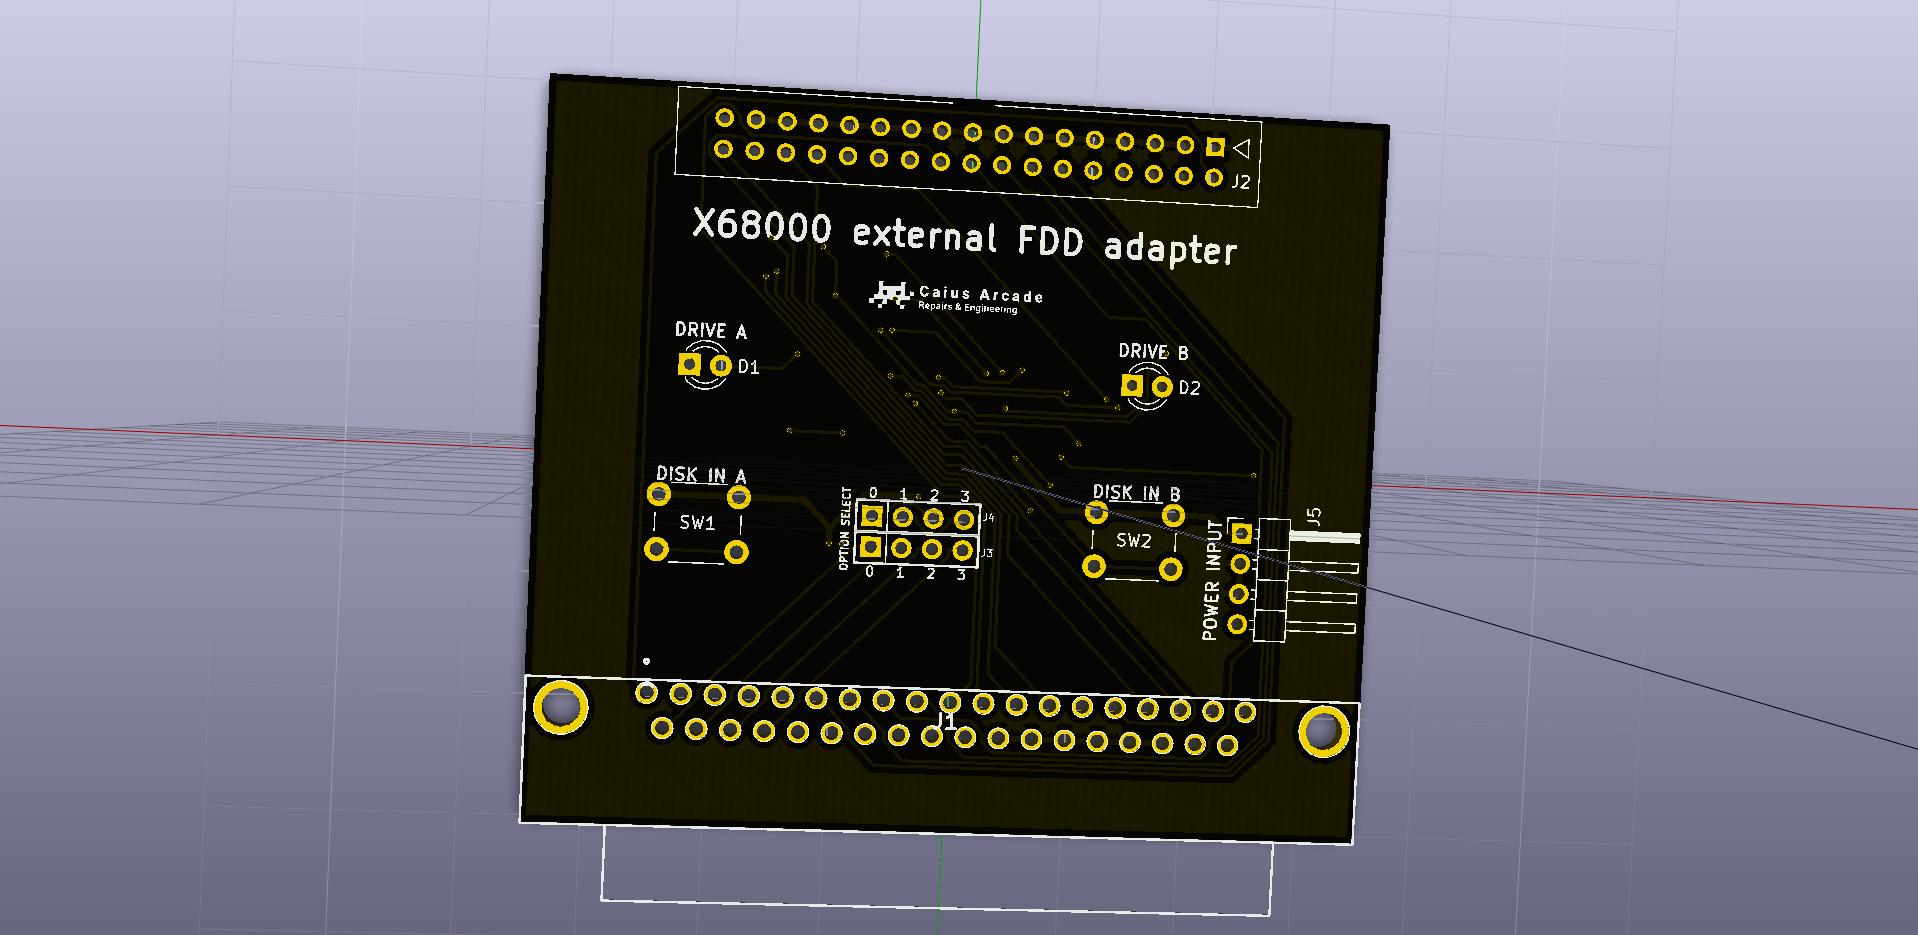 J2
X68000 external FDD adapter
Caius Arcade
Repairs & Engineering
DRIVE A
D1
DRIVE B
D2
DISK IN A
SW1
OPTION SELECT
0 1 2 3
J4
J3
0 1 2 3
DISK IN B
SW2
POWER INPUT
J5
J1